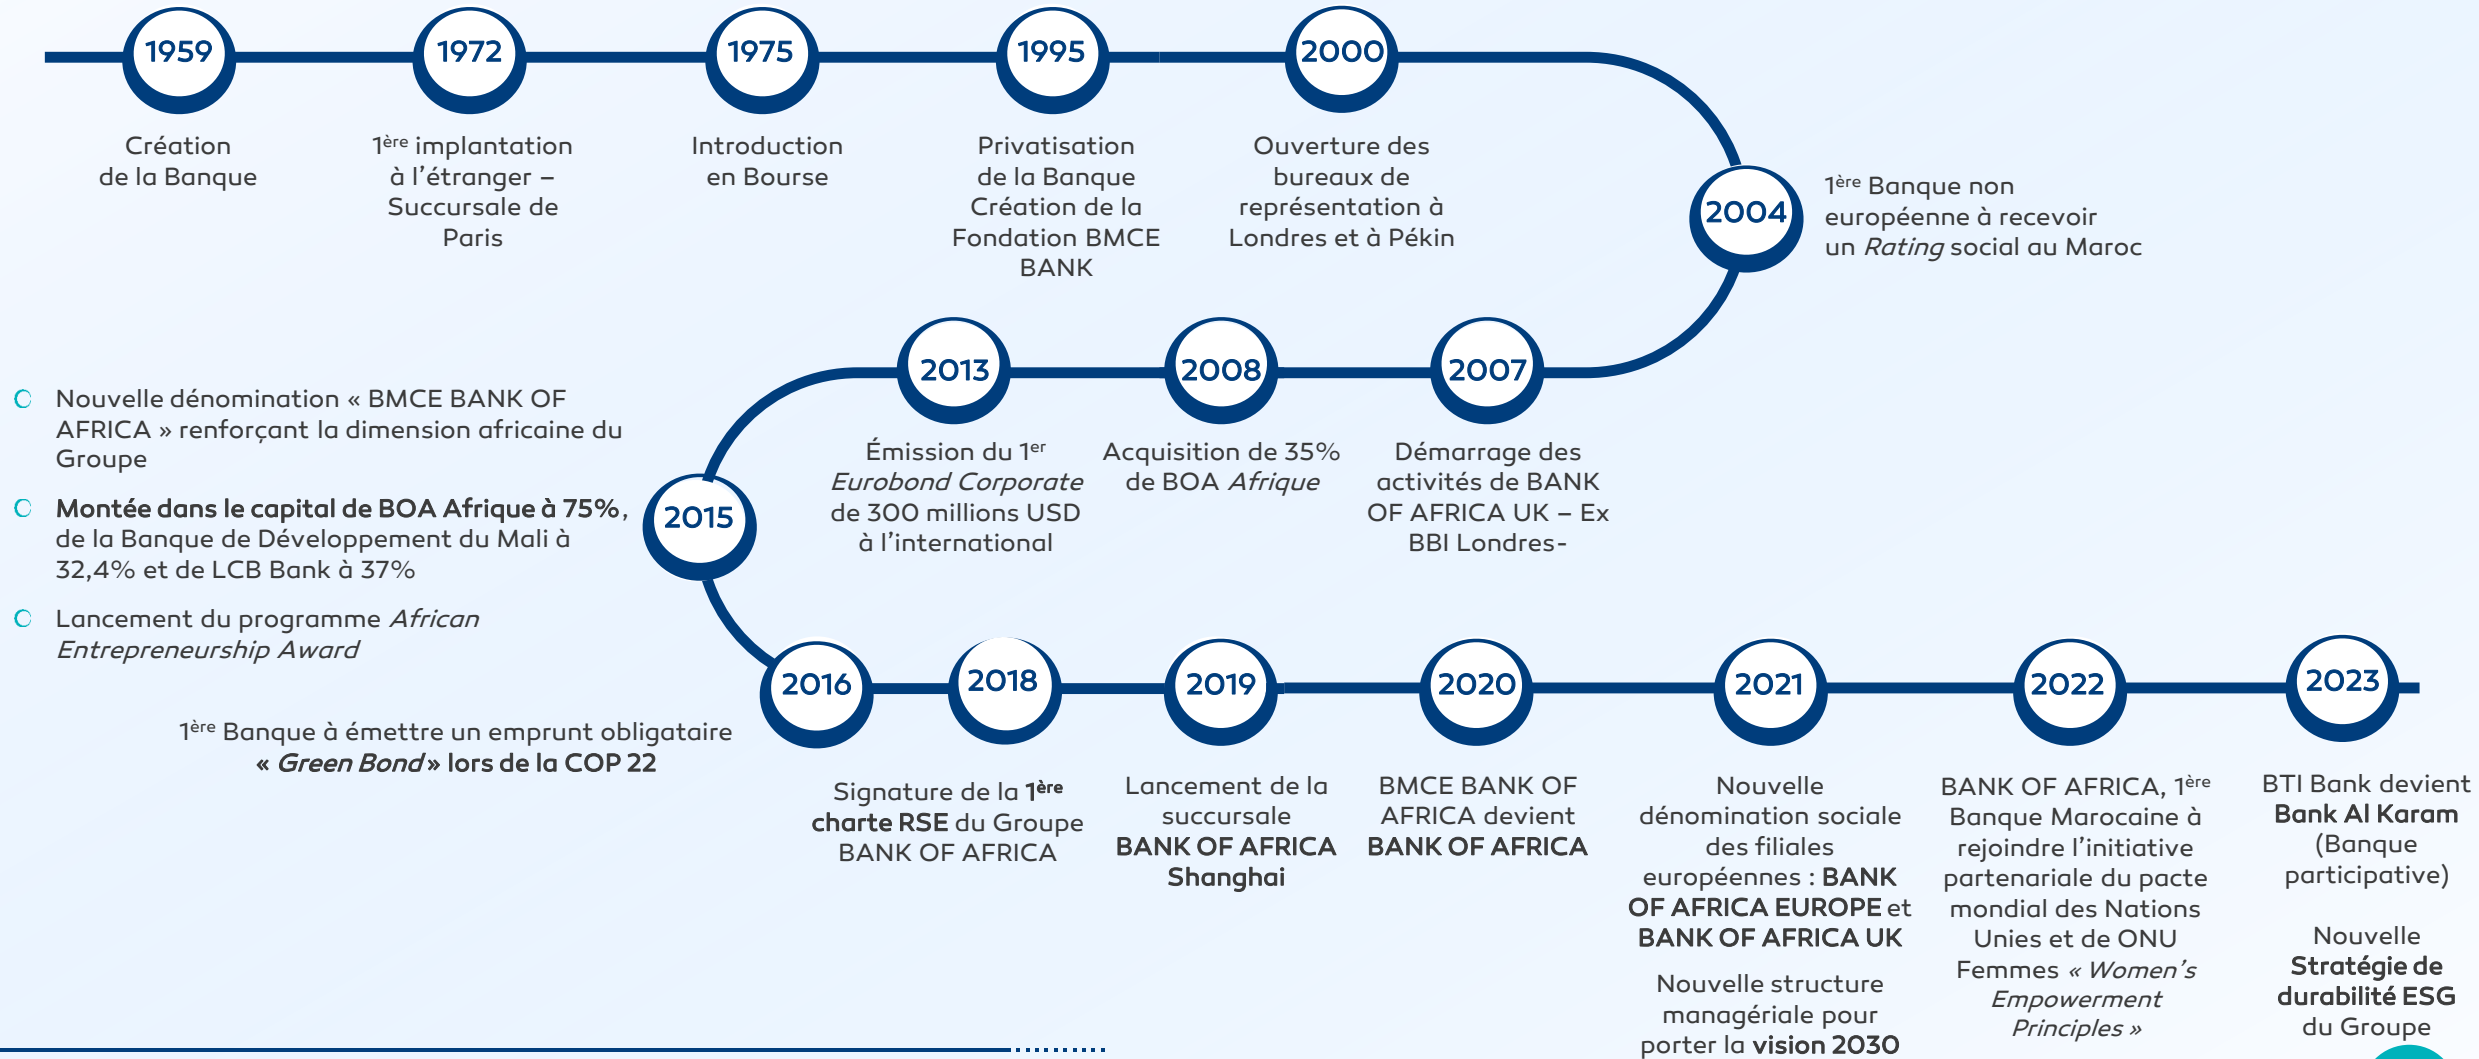 1959
Création
de la Banque
1972
1ère implantation
à l'étranger –
Succursale de
Paris
1975
Introduction
en Bourse
1995
Privatisation
de la Banque
Création de la
Fondation BMCE
BANK
2000
Ouverture des
bureaux de
représentation à
Londres et à Pékin
2004
1ère Banque non
européenne à recevoir
un Rating social au Maroc
2007
Démarrage des
activités de BANK
OF AFRICA UK – Ex
BBI Londres-
2008
Acquisition de 35%
de BOA Afrique
2013
Émission du 1er
Eurobond Corporate
de 300 millions USD
à l'international
2015
Nouvelle dénomination « BMCE BANK OF
AFRICA » renforçant la dimension africaine du
Groupe
Montée dans le capital de BOA Afrique à 75%,
de la Banque de Développement du Mali à
32,4% et de LCB Bank à 37%
Lancement du programme African
Entrepreneurship Award
2016
1ère Banque à émettre un emprunt obligataire
« Green Bond » lors de la COP 22
2018
Signature de la 1ère
charte RSE du Groupe
BANK OF AFRICA
2019
Lancement de la
succursale
BANK OF AFRICA
Shanghai
2020
BMCE BANK OF
AFRICA devient
BANK OF AFRICA
2021
Nouvelle
dénomination sociale
des filiales
européennes : BANK
OF AFRICA EUROPE et
BANK OF AFRICA UK
Nouvelle structure
managériale pour
porter la vision 2030
2022
BANK OF AFRICA, 1ère
Banque Marocaine à
rejoindre l'initiative
partenariale du pacte
mondial des Nations
Unies et de ONU
Femmes « Women's
Empowerment
Principles »
2023
BTI Bank devient
Bank Al Karam
(Banque
participative)
Nouvelle
Stratégie de
durabilité ESG
du Groupe